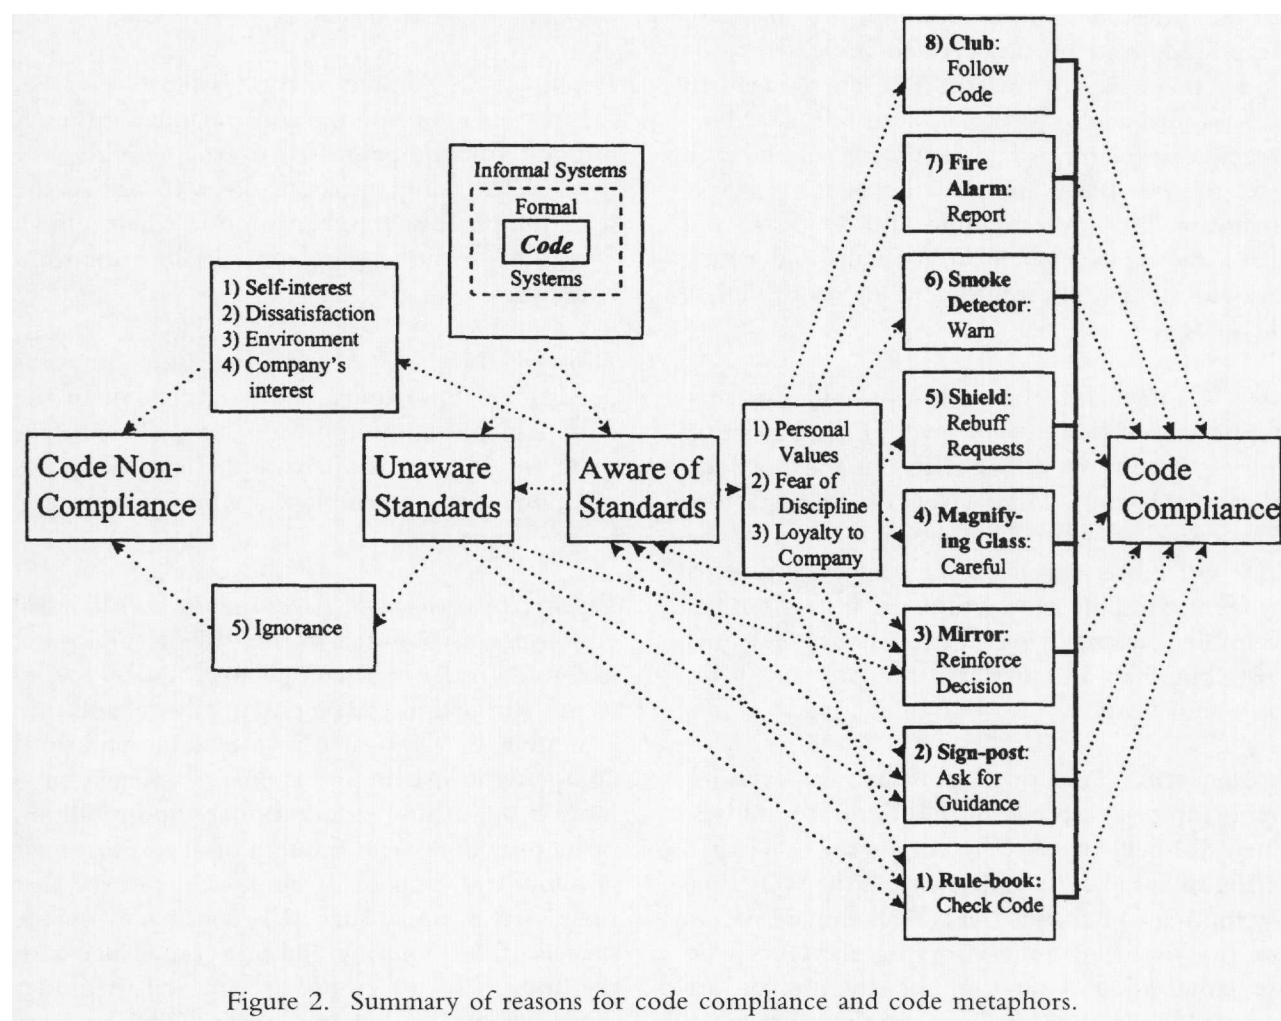 8) Club:
Follow
Code
7) Fire
Alarm:
Report
Informal Systems
Formal
Code
Systems
6) Smoke
Detector:
Warn
1) Self-interest
2) Dissatisfaction
3) Environment
4) Company's
interest
5) Shield:
Rebuff
Requests
Code Non-
Compliance
Unaware
Standards
Aware of
Standards
1) Personal
Values
2) Fear of
Discipline
3) Loyalty to
Company
Code
Compliance
4) Magnify-
ing Glass:
Careful
5) Ignorance
3) Mirror:
Reinforce
Decision
2) Sign-post:
Ask for
Guidance
1) Rule-book:
Check Code
Figure 2. Summary of reasons for code compliance and code metaphors.